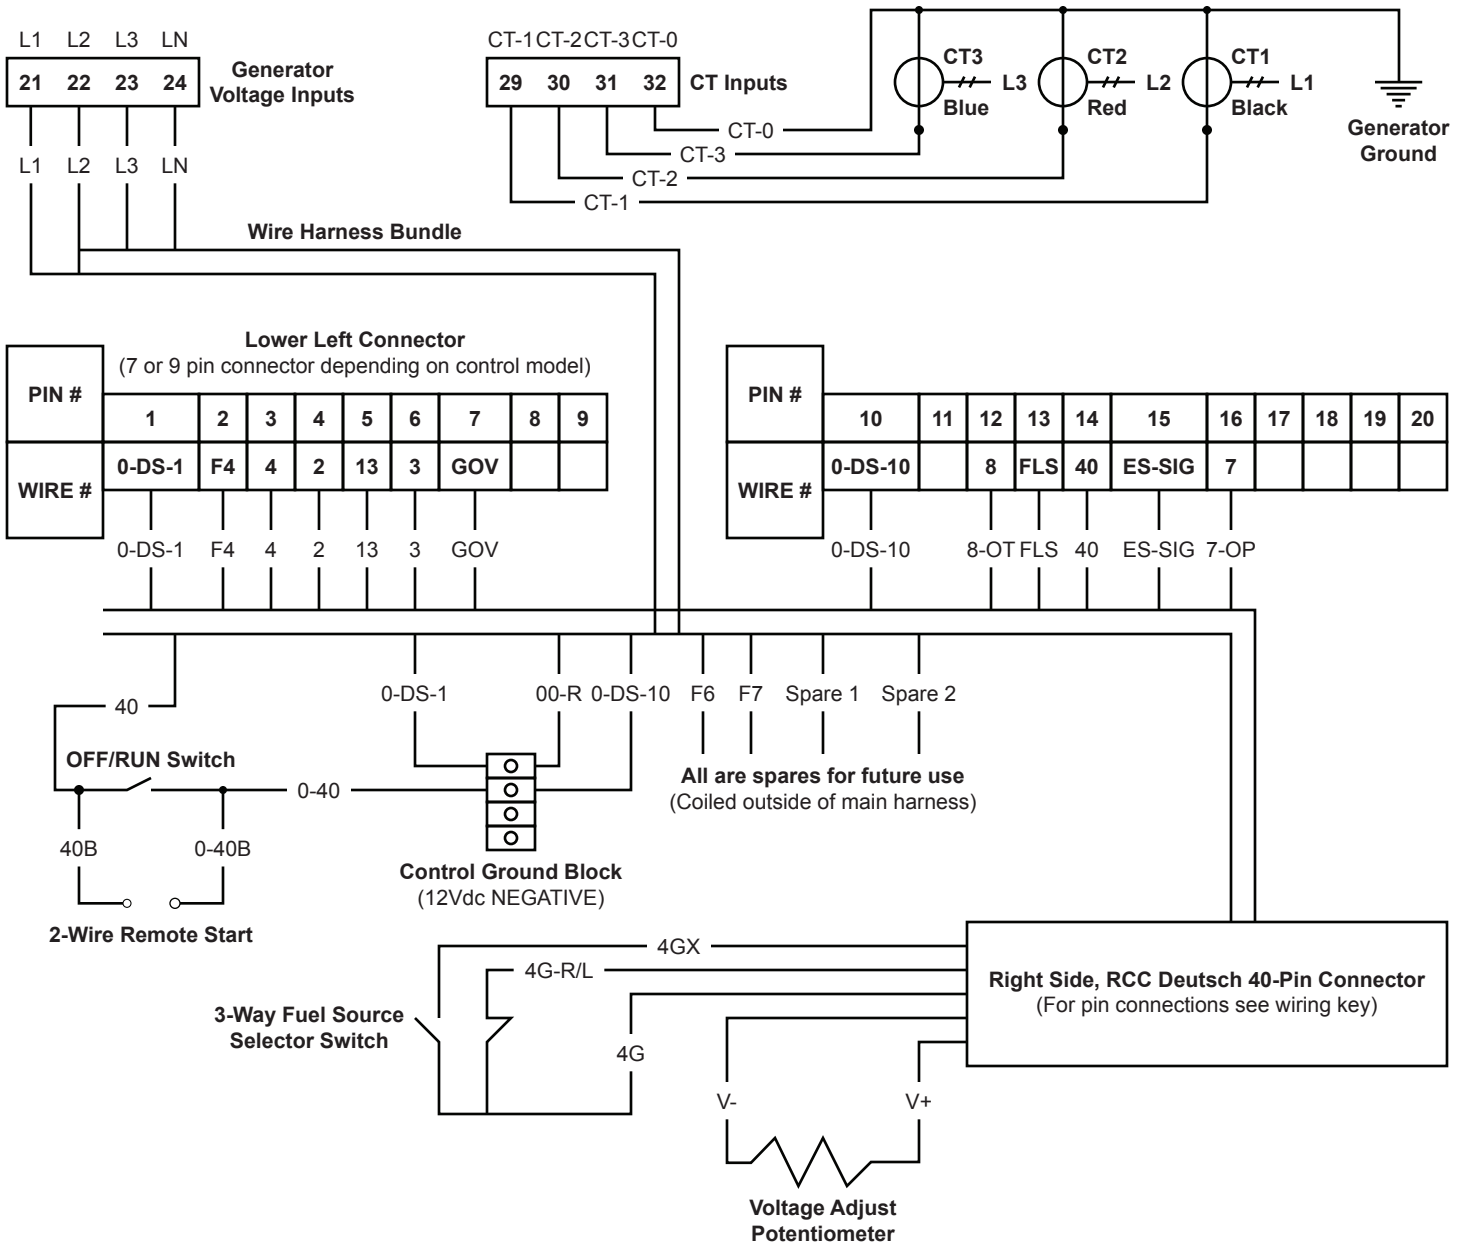 L1 L2 L3 LN
21 22 23 24
Generator
Voltage Inputs
L1 L2 L3 LN
CT-1 CT-2 CT-3 CT-0
29 30 31 32
CT Inputs
CT-0
CT-3
CT-2
CT-1
CT3
L3
Blue
CT2
L2
Red
CT1
L1
Black
Generator
Ground
Wire Harness Bundle
Lower Left Connector
(7 or 9 pin connector depending on control model)
PIN # 1 2 3 4 5 6 7 8 9
WIRE # 0-DS-1 F4 4 2 13 3 GOV
0-DS-1 F4 4 2 13 3 GOV
PIN # 10 11 12 13 14 15 16 17 18 19 20
WIRE # 0-DS-10 8 FLS 40 ES-SIG 7
0-DS-10 8-OT FLS 40 ES-SIG 7-OP
40
0-DS-1 00-R 0-DS-10 F6 F7 Spare 1 Spare 2
OFF/RUN Switch
0-40
40B 0-40B
2-Wire Remote Start
Control Ground Block
(12Vdc NEGATIVE)
All are spares for future use
(Coiled outside of main harness)
4GX
4G-R/L
3-Way Fuel Source
Selector Switch
4G
Right Side, RCC Deutsch 40-Pin Connector
(For pin connections see wiring key)
V- V+
Voltage Adjust
Potentiometer